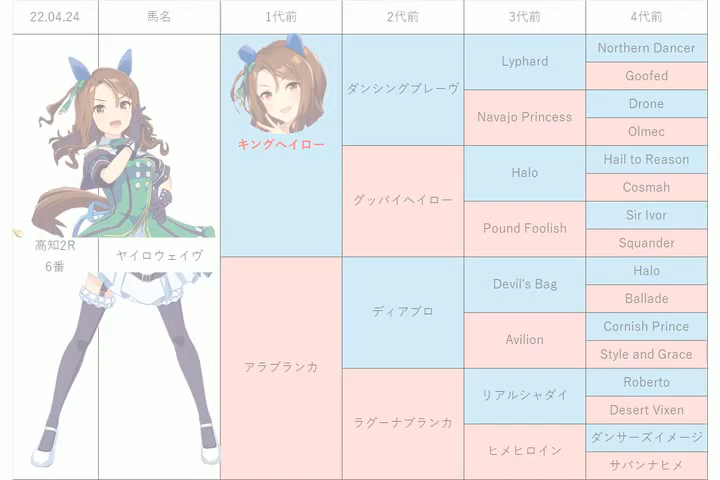 22.04.24 馬名 1代前 2代前 3代前 4代前
高知2R
6番
ヤイロウェイヴ
キングヘイロー
アラブランカ
ダンシングブレーヴ
グッバイヘイロー
ディアブロ
ラグーナブランカ
Lyphard
Navajo Princess
Halo
Pound Foolish
Devil's Bag
Avilion
リアルシャダイ
ヒメヒロイン
Northern Dancer
Goofed
Drone
Olmec
Hail to Reason
Cosmah
Sir Ivor
Squander
Halo
Ballade
Cornish Prince
Style and Grace
Roberto
Desert Vixen
ダンサーズイメージ
サバンナヒメ